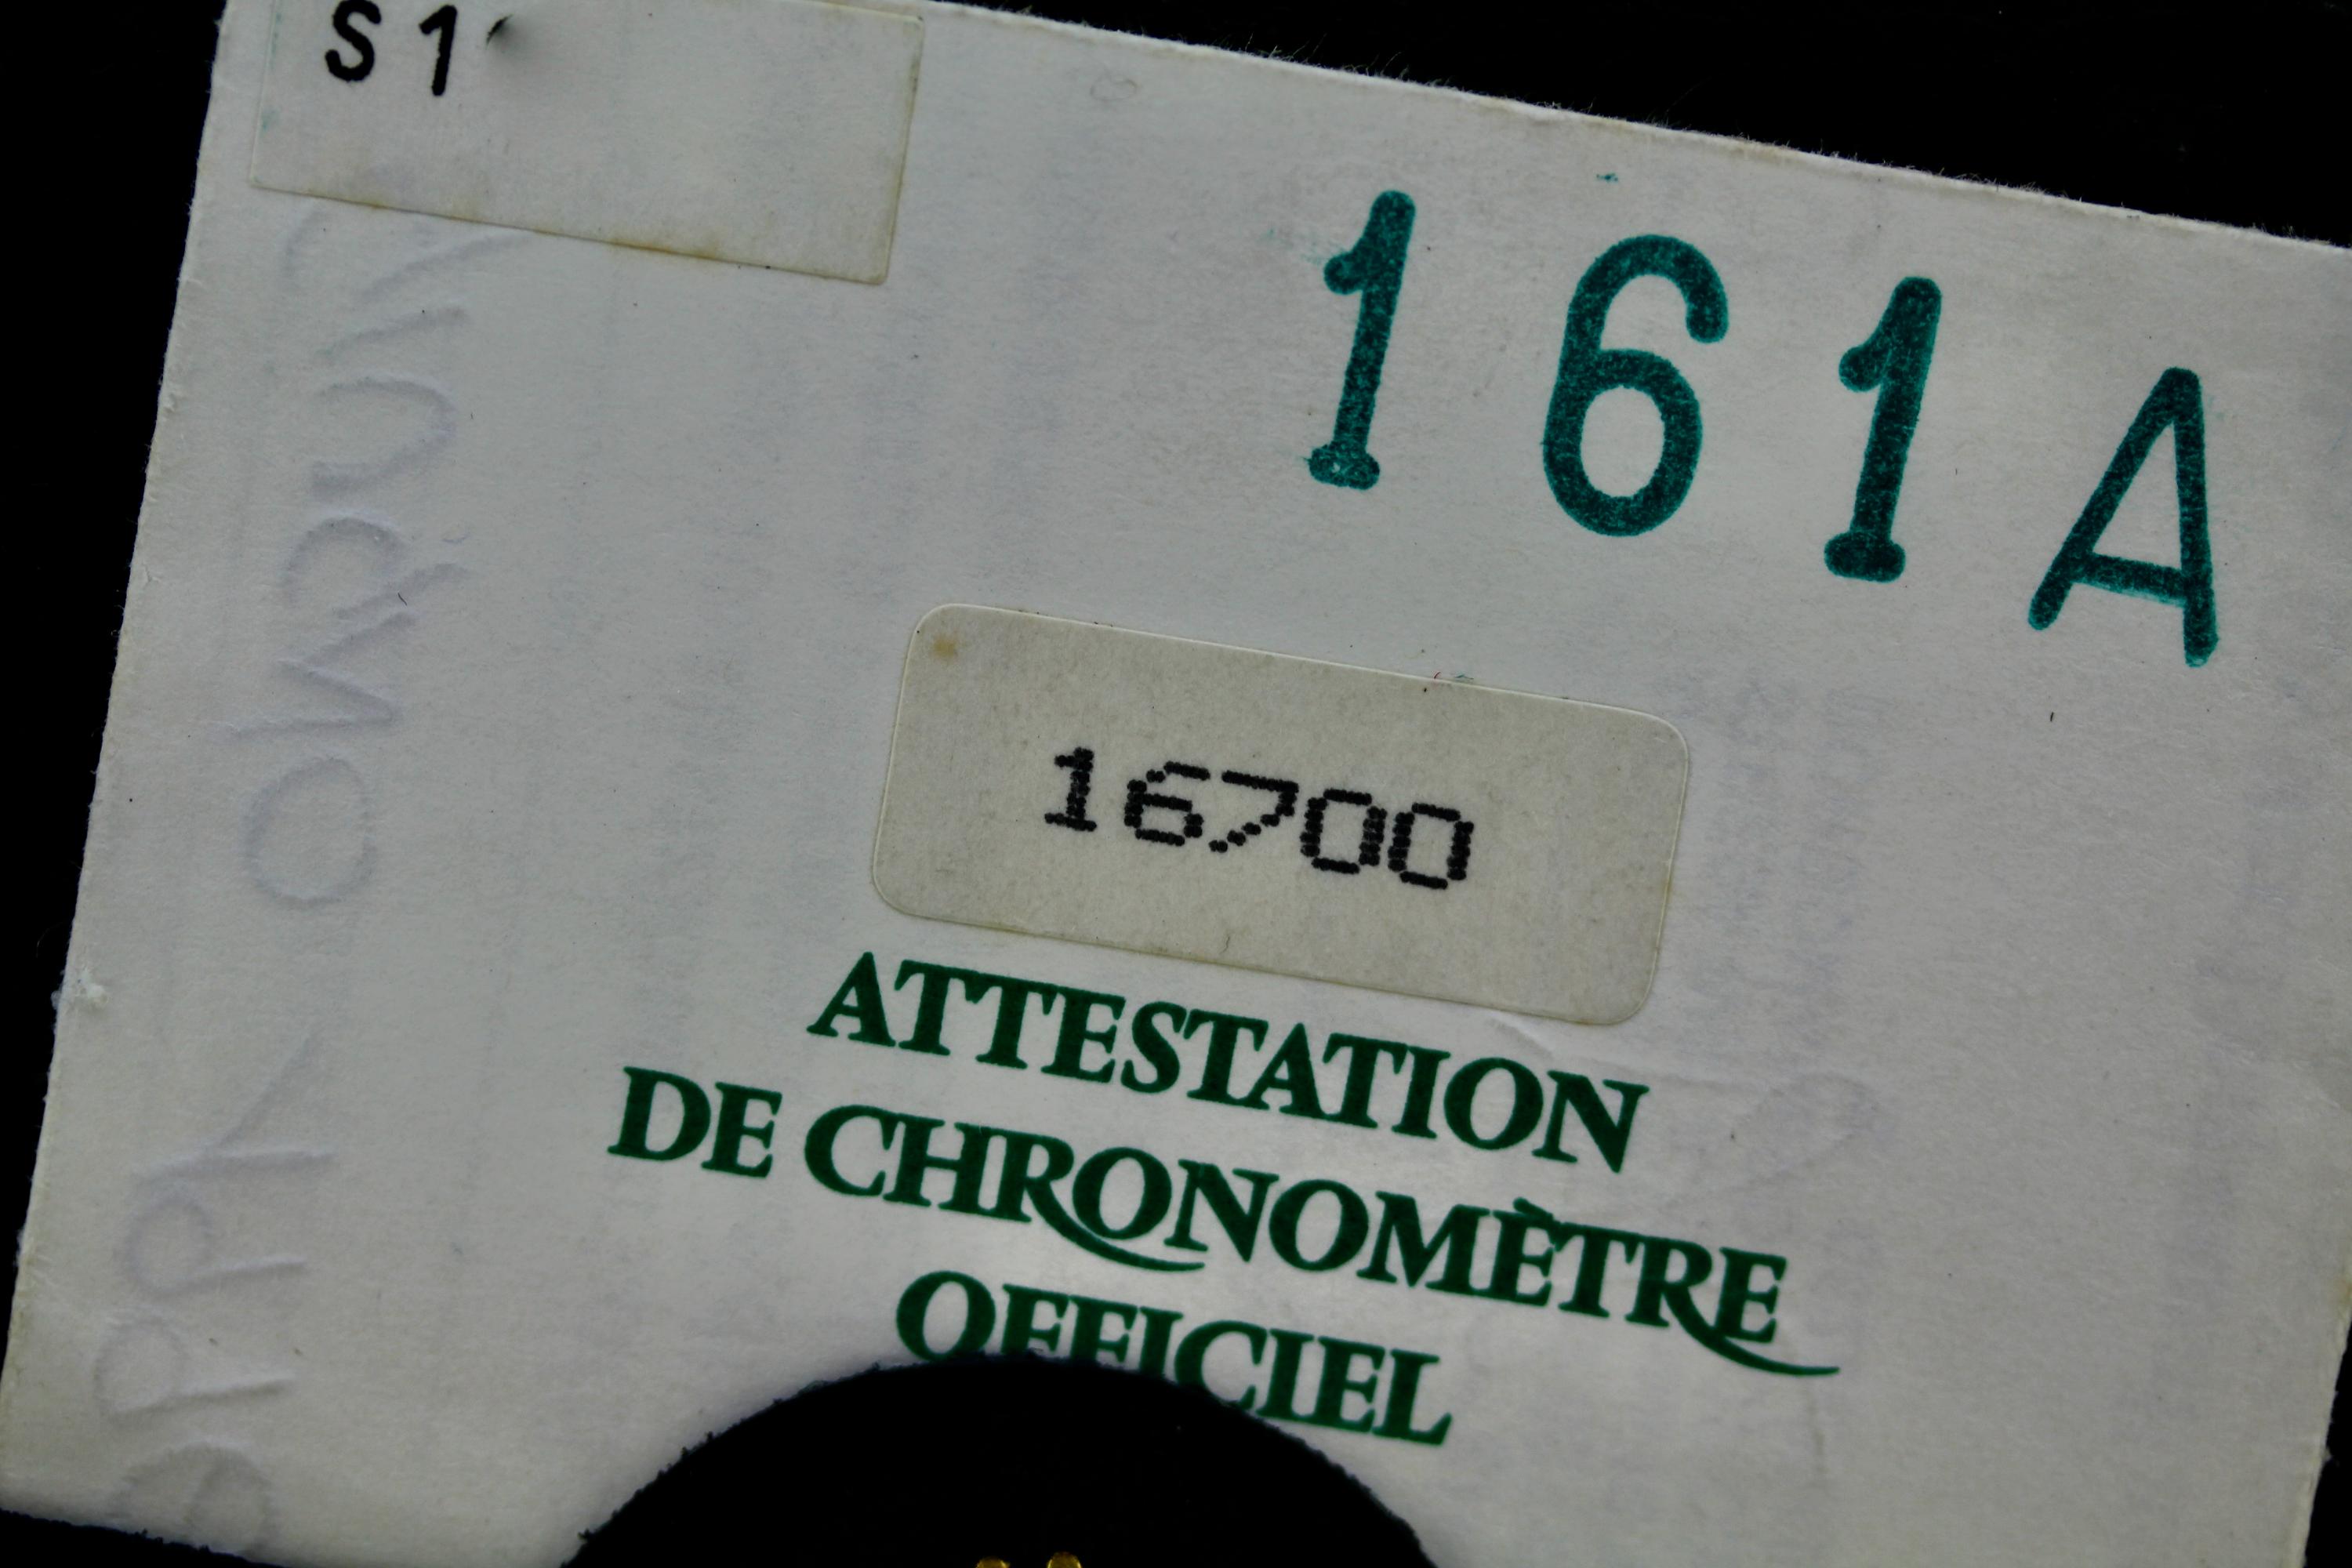 S1
161A
16700
ATTESTATION
DE CHRONOMÈTRE
OFFICIEL